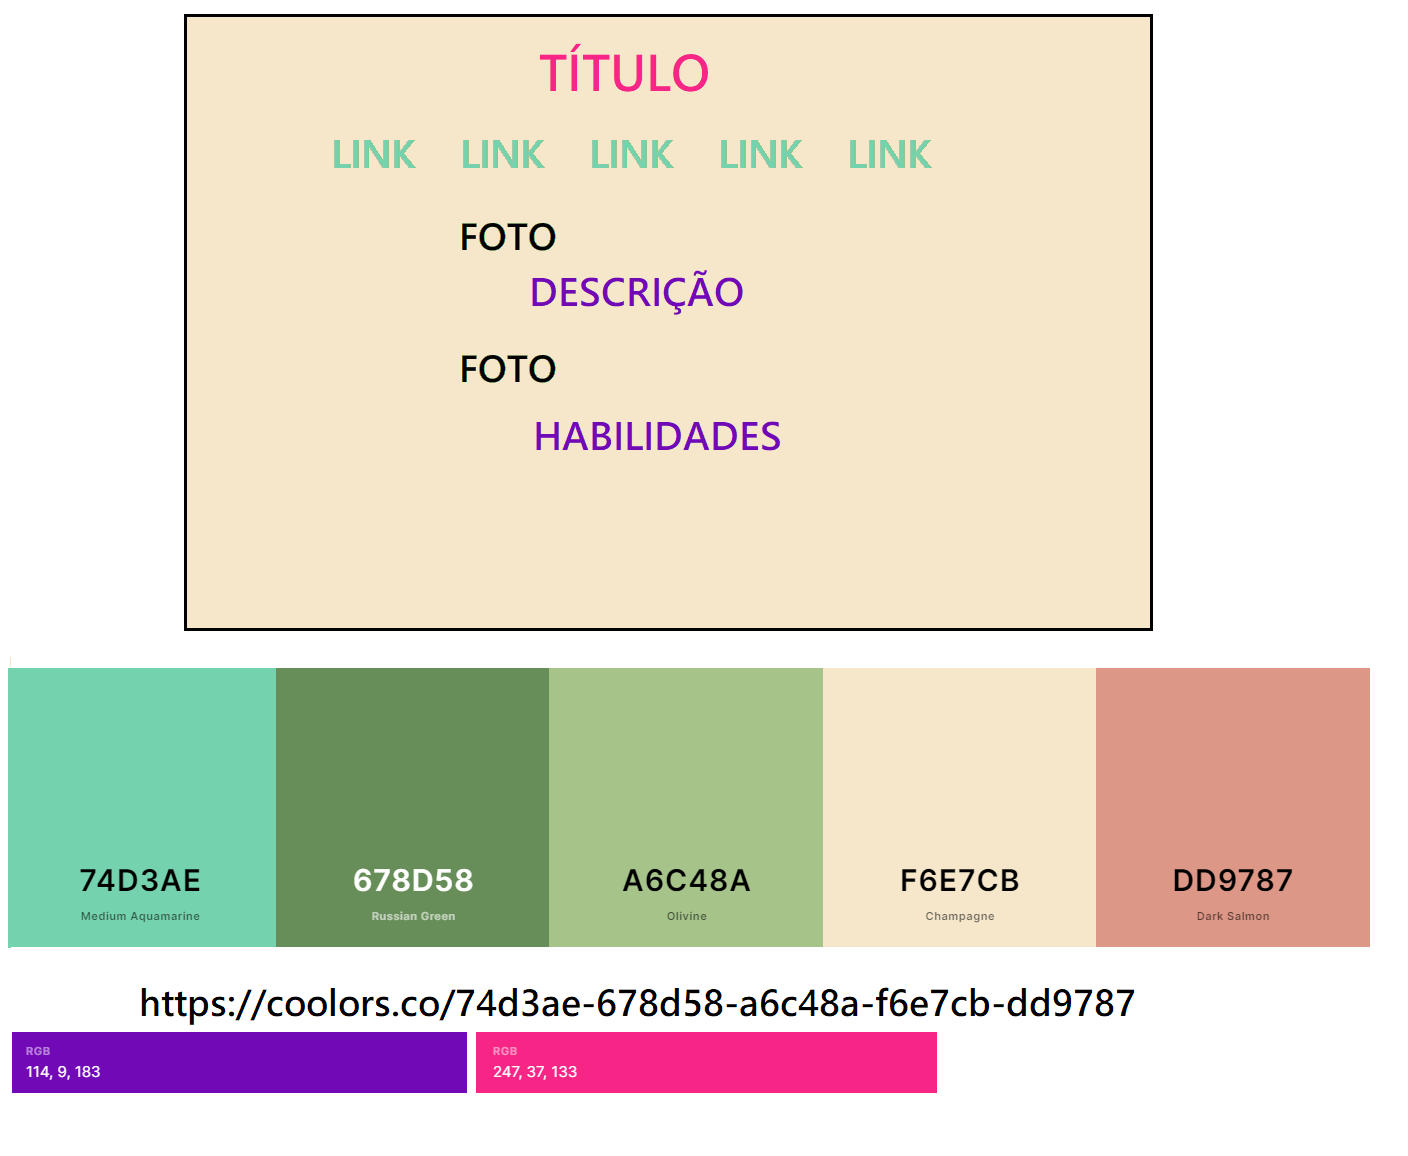 TÍTULO
LINK LINK LINK LINK LINK
FOTO
DESCRIÇÃO
FOTO
HABILIDADES
74D3AE 678D58 A6C48A F6E7CB DD9787
Medium Aquamarine Russian Green Olivine Champagne Dark Salmon
https://coolors.co/74d3ae-678d58-a6c48a-f6e7cb-dd9787
RGB RGB
114, 9, 183 247, 37, 133